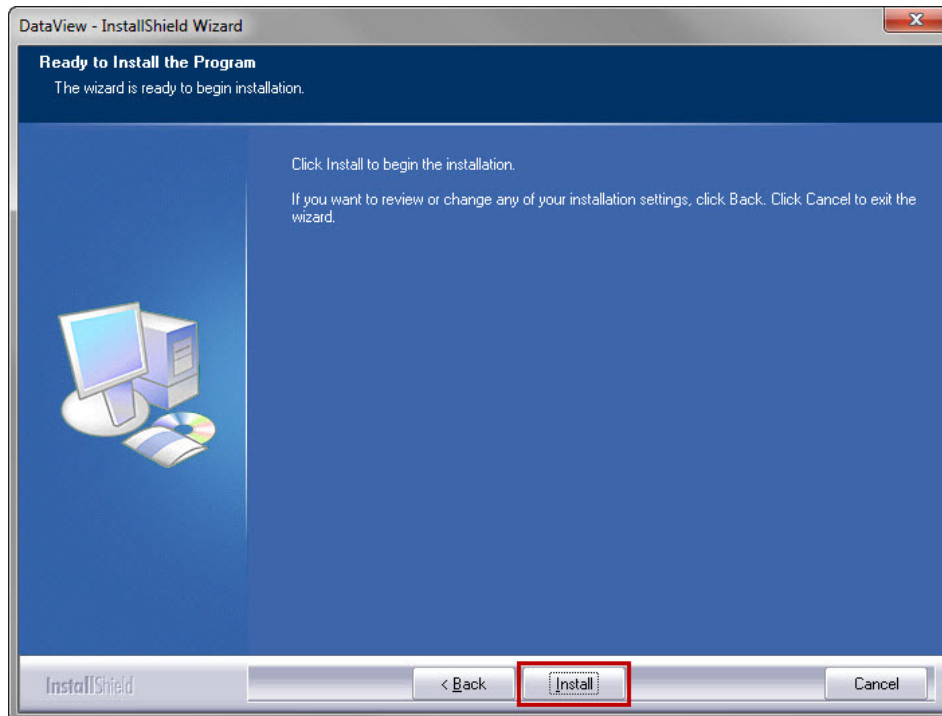 DataView - InstallShield Wizard
Ready to Install the Program
The wizard is ready to begin installation.
Click Install to begin the installation.
If you want to review or change any of your installation settings, click Back. Click Cancel to exit the
wizard.
InstallShield
< Back
Install
Cancel